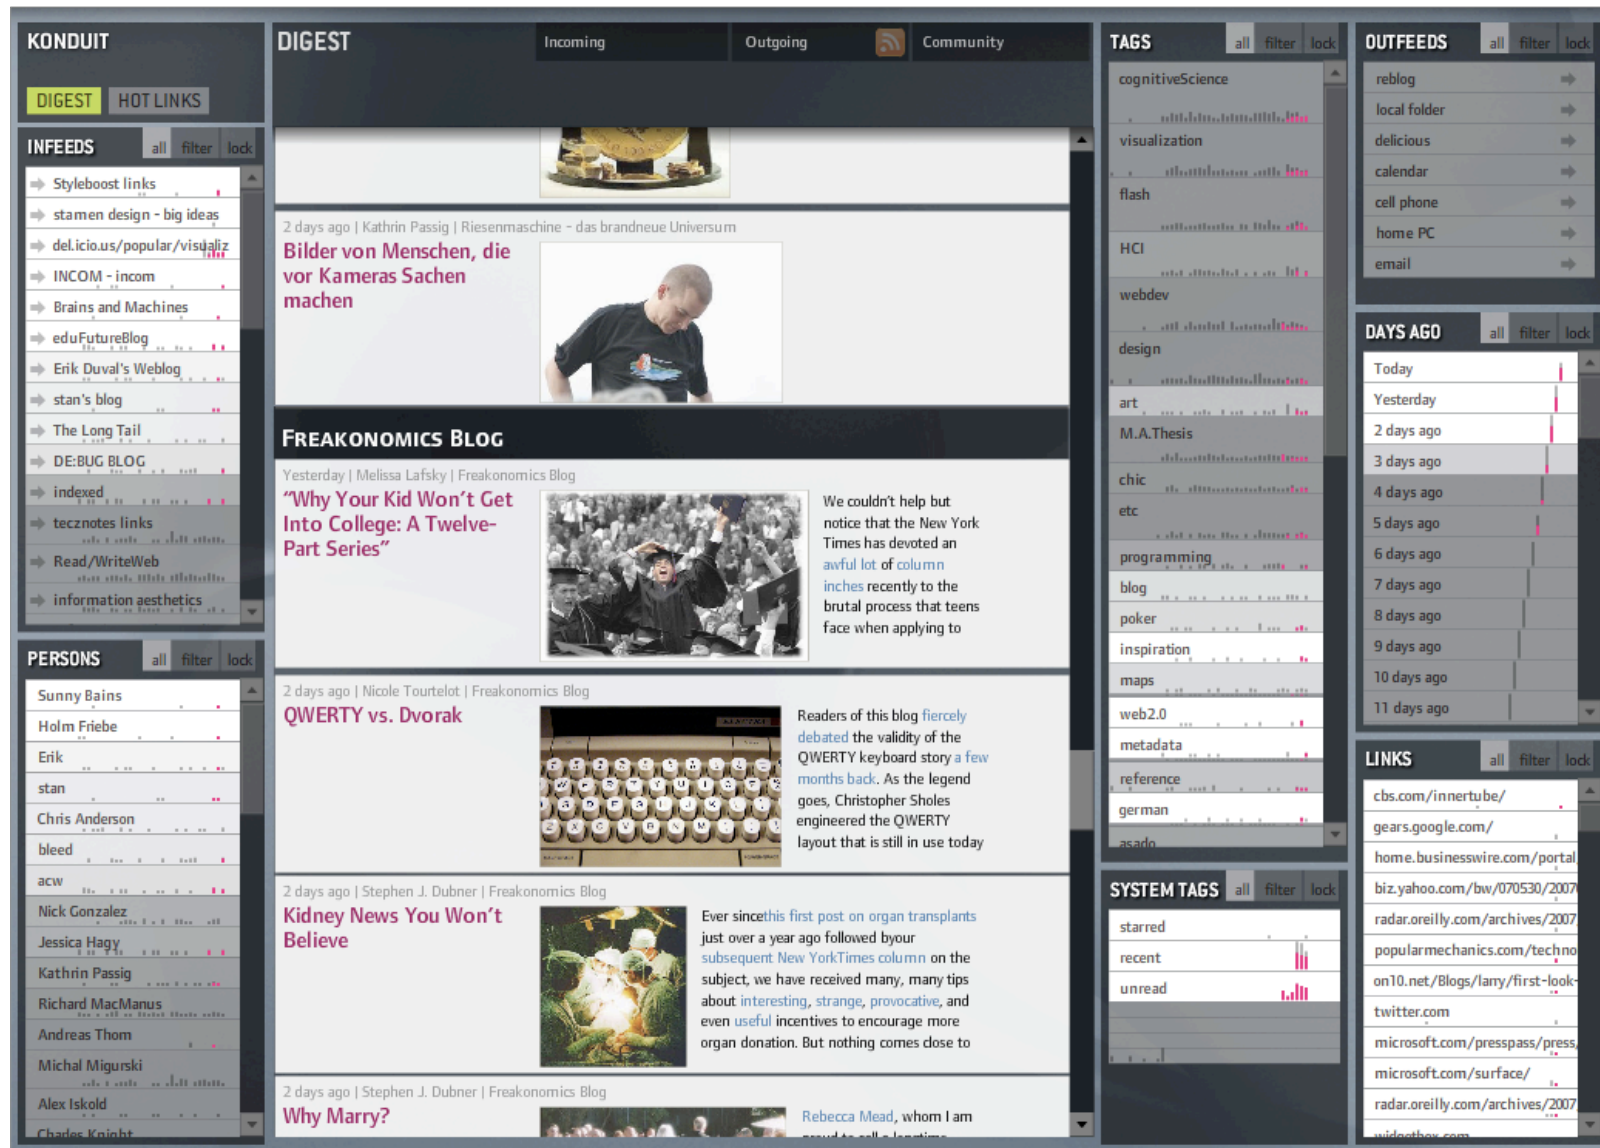 KONDUIT
DIGEST
HOT LINKS
INFEEDS
all
filter
lock
Styleboost links
stamen design - big ideas
del.icio.us/popular/visualiz
INCOM - incom
Brains and Machines
eduFutureBlog
Erik Duval's Weblog
stan's blog
The Long Tail
DE:BUG BLOG
indexed
tecznotes links
Read/WriteWeb
information aesthetics
PERSONS
all
filter
lock
Sunny Bains
Holm Friebe
Erik
stan
Chris Anderson
bleed
acw
Nick Gonzalez
Jessica Hagy
Kathrin Passig
Richard MacManus
Andreas Thom
Michal Migurski
Alex Iskold
Charles Knight
DIGEST
Incoming
Outgoing
Community
2 days ago | Kathrin Passig | Riesenmaschine - das brandneue Universum
Bilder von Menschen, die
vor Kameras Sachen
machen
FREAKONOMICS BLOG
Yesterday | Melissa Lafsky | Freakonomics Blog
“Why Your Kid Won't Get
Into College: A Twelve-
Part Series”
We couldn't help but
notice that the New York
Times has devoted an
awful lot of column
inches recently to the
brutal process that teens
face when applying to
2 days ago | Nicole Tourtelot | Freakonomics Blog
QWERTY vs. Dvorak
Readers of this blog fiercely
debated the validity of the
QWERTY keyboard story a few
months back. As the legend
goes, Christopher Sholes
engineered the QWERTY
layout that is still in use today
2 days ago | Stephen J. Dubner | Freakonomics Blog
Kidney News You Won't
Believe
Ever sincethis first post on organ transplants
just over a year ago followed byour
subsequent New YorkTimes column on the
subject, we have received many, many tips
about interesting, strange, provocative, and
even useful incentives to encourage more
organ donation. But nothing comes close to
2 days ago | Stephen J. Dubner | Freakonomics Blog
Why Marry?
Rebecca Mead, whom I am
proud to call a longtime
TAGS
all
filter
lock
cognitiveScience
visualization
flash
HCI
webdev
design
art
M.A.Thesis
chic
etc
programming
blog
poker
inspiration
maps
web2.0
metadata
reference
german
asado
SYSTEM TAGS
all
filter
lock
starred
recent
unread
OUTFEEDS
all
filter
lock
reblog
local folder
delicious
calendar
cell phone
home PC
email
DAYS AGO
all
filter
lock
Today
Yesterday
2 days ago
3 days ago
4 days ago
5 days ago
6 days ago
7 days ago
8 days ago
9 days ago
10 days ago
11 days ago
LINKS
all
filter
lock
cbs.com/innertube/
gears.google.com/
home.businesswire.com/portal
biz.yahoo.com/bw/070530/2007
radar.oreilly.com/archives/2007
popularmechanics.com/techno
on10.net/Blogs/larry/first-look-
twitter.com
microsoft.com/presspass/press
microsoft.com/surface/
radar.oreilly.com/archives/2007
widgetbox.com